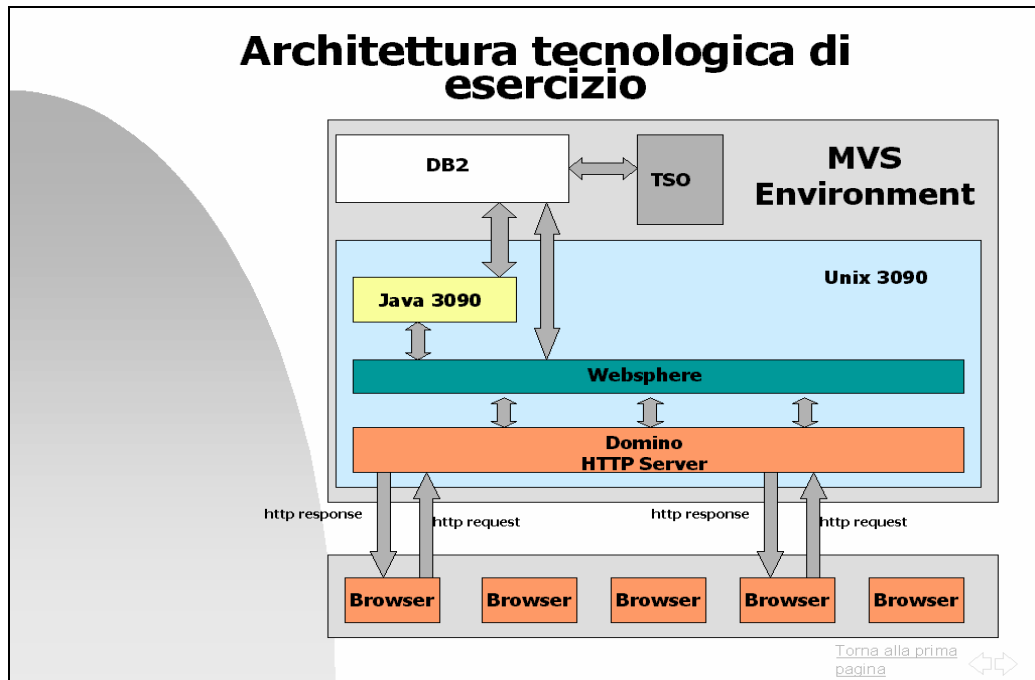 Architettura tecnologica di
esercizio
DB2
TSO
MVS
Environment
Unix 3090
Java 3090
Websphere
Domino
HTTP Server
http response
http request
http response
http request
Browser
Browser
Browser
Browser
Browser
Torna alla prima
pagina